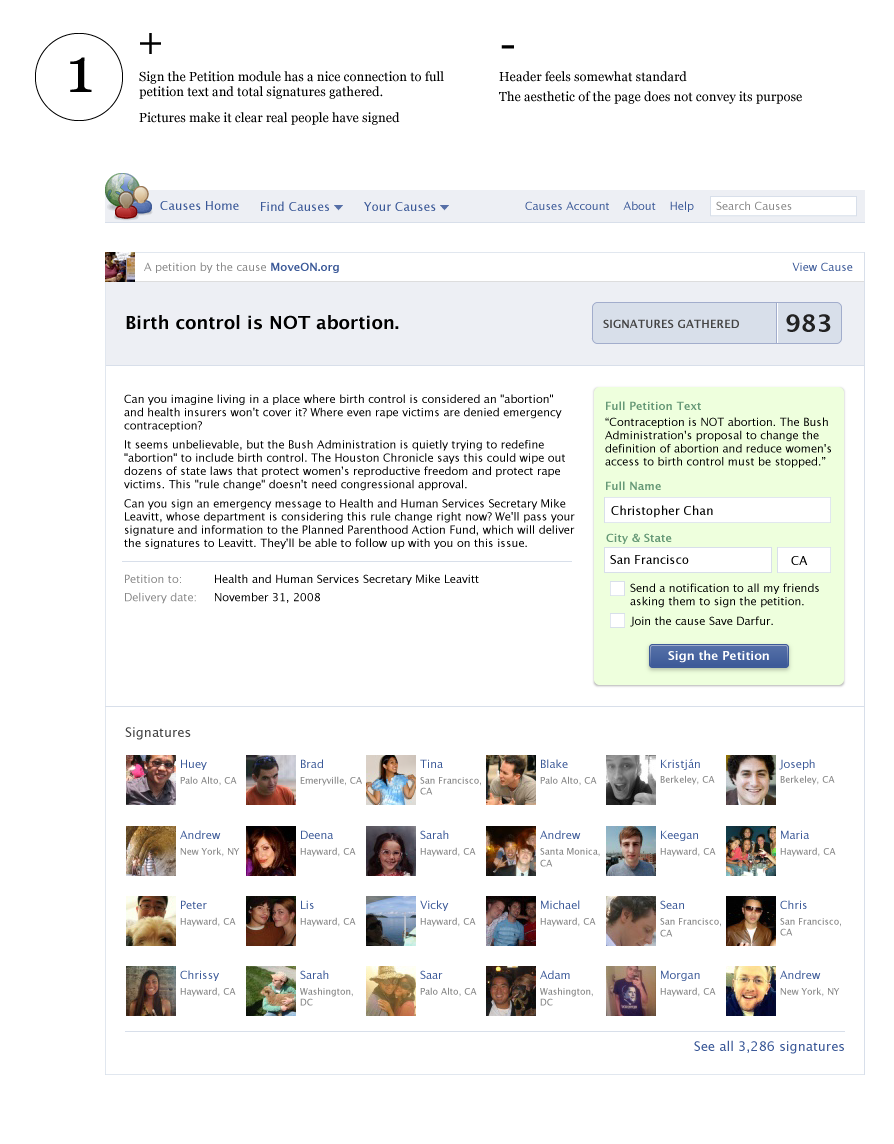 1
+
Sign the Petition module has a nice connection to full
petition text and total signatures gathered.
Pictures make it clear real people have signed
-
Header feels somewhat standard
The aesthetic of the page does not convey its purpose
Causes Home Find Causes Your Causes Causes Account About Help Search Causes
A petition by the cause MoveON.org View Cause
Birth control is NOT abortion.
SIGNATURES GATHERED 983
Can you imagine living in a place where birth control is considered an "abortion"
and health insurers won't cover it? Where even rape victims are denied emergency
contraception?
It seems unbelievable, but the Bush Administration is quietly trying to redefine
"abortion" to include birth control. The Houston Chronicle says this could wipe out
dozens of state laws that protect women's reproductive freedom and protect rape
victims. This "rule change" doesn't need congressional approval.
Can you sign an emergency message to Health and Human Services Secretary Mike
Leavitt, whose department is considering this rule change right now? We'll pass your
signature and information to the Planned Parenthood Action Fund, which will deliver
the signatures to Leavitt. They'll be able to follow up with you on this issue.
Petition to: Health and Human Services Secretary Mike Leavitt
Delivery date: November 31, 2008
Full Petition Text
“Contraception is NOT abortion. The Bush
Administration's proposal to change the
definition of abortion and reduce women's
access to birth control must be stopped.”
Full Name
Christopher Chan
City & State
San Francisco CA
Send a notification to all my friends
asking them to sign the petition.
Join the cause Save Darfur.
Sign the Petition
Signatures
Huey
Palo Alto, CA
Brad
Emeryville, CA
Tina
San Francisco,
CA
Blake
Palo Alto, CA
Kristján
Berkeley, CA
Joseph
Berkeley, CA
Andrew
New York, NY
Deena
Hayward, CA
Sarah
Hayward, CA
Andrew
Santa Monica,
CA
Keegan
Hayward, CA
Maria
Hayward, CA
Peter
Hayward, CA
Lis
Hayward, CA
Vicky
Hayward, CA
Michael
Hayward, CA
Sean
San Francisco,
CA
Chris
San Francisco,
CA
Chrissy
Hayward, CA
Sarah
Washington,
DC
Saar
Palo Alto, CA
Adam
Washington,
DC
Morgan
Hayward, CA
Andrew
New York, NY
See all 3,286 signatures